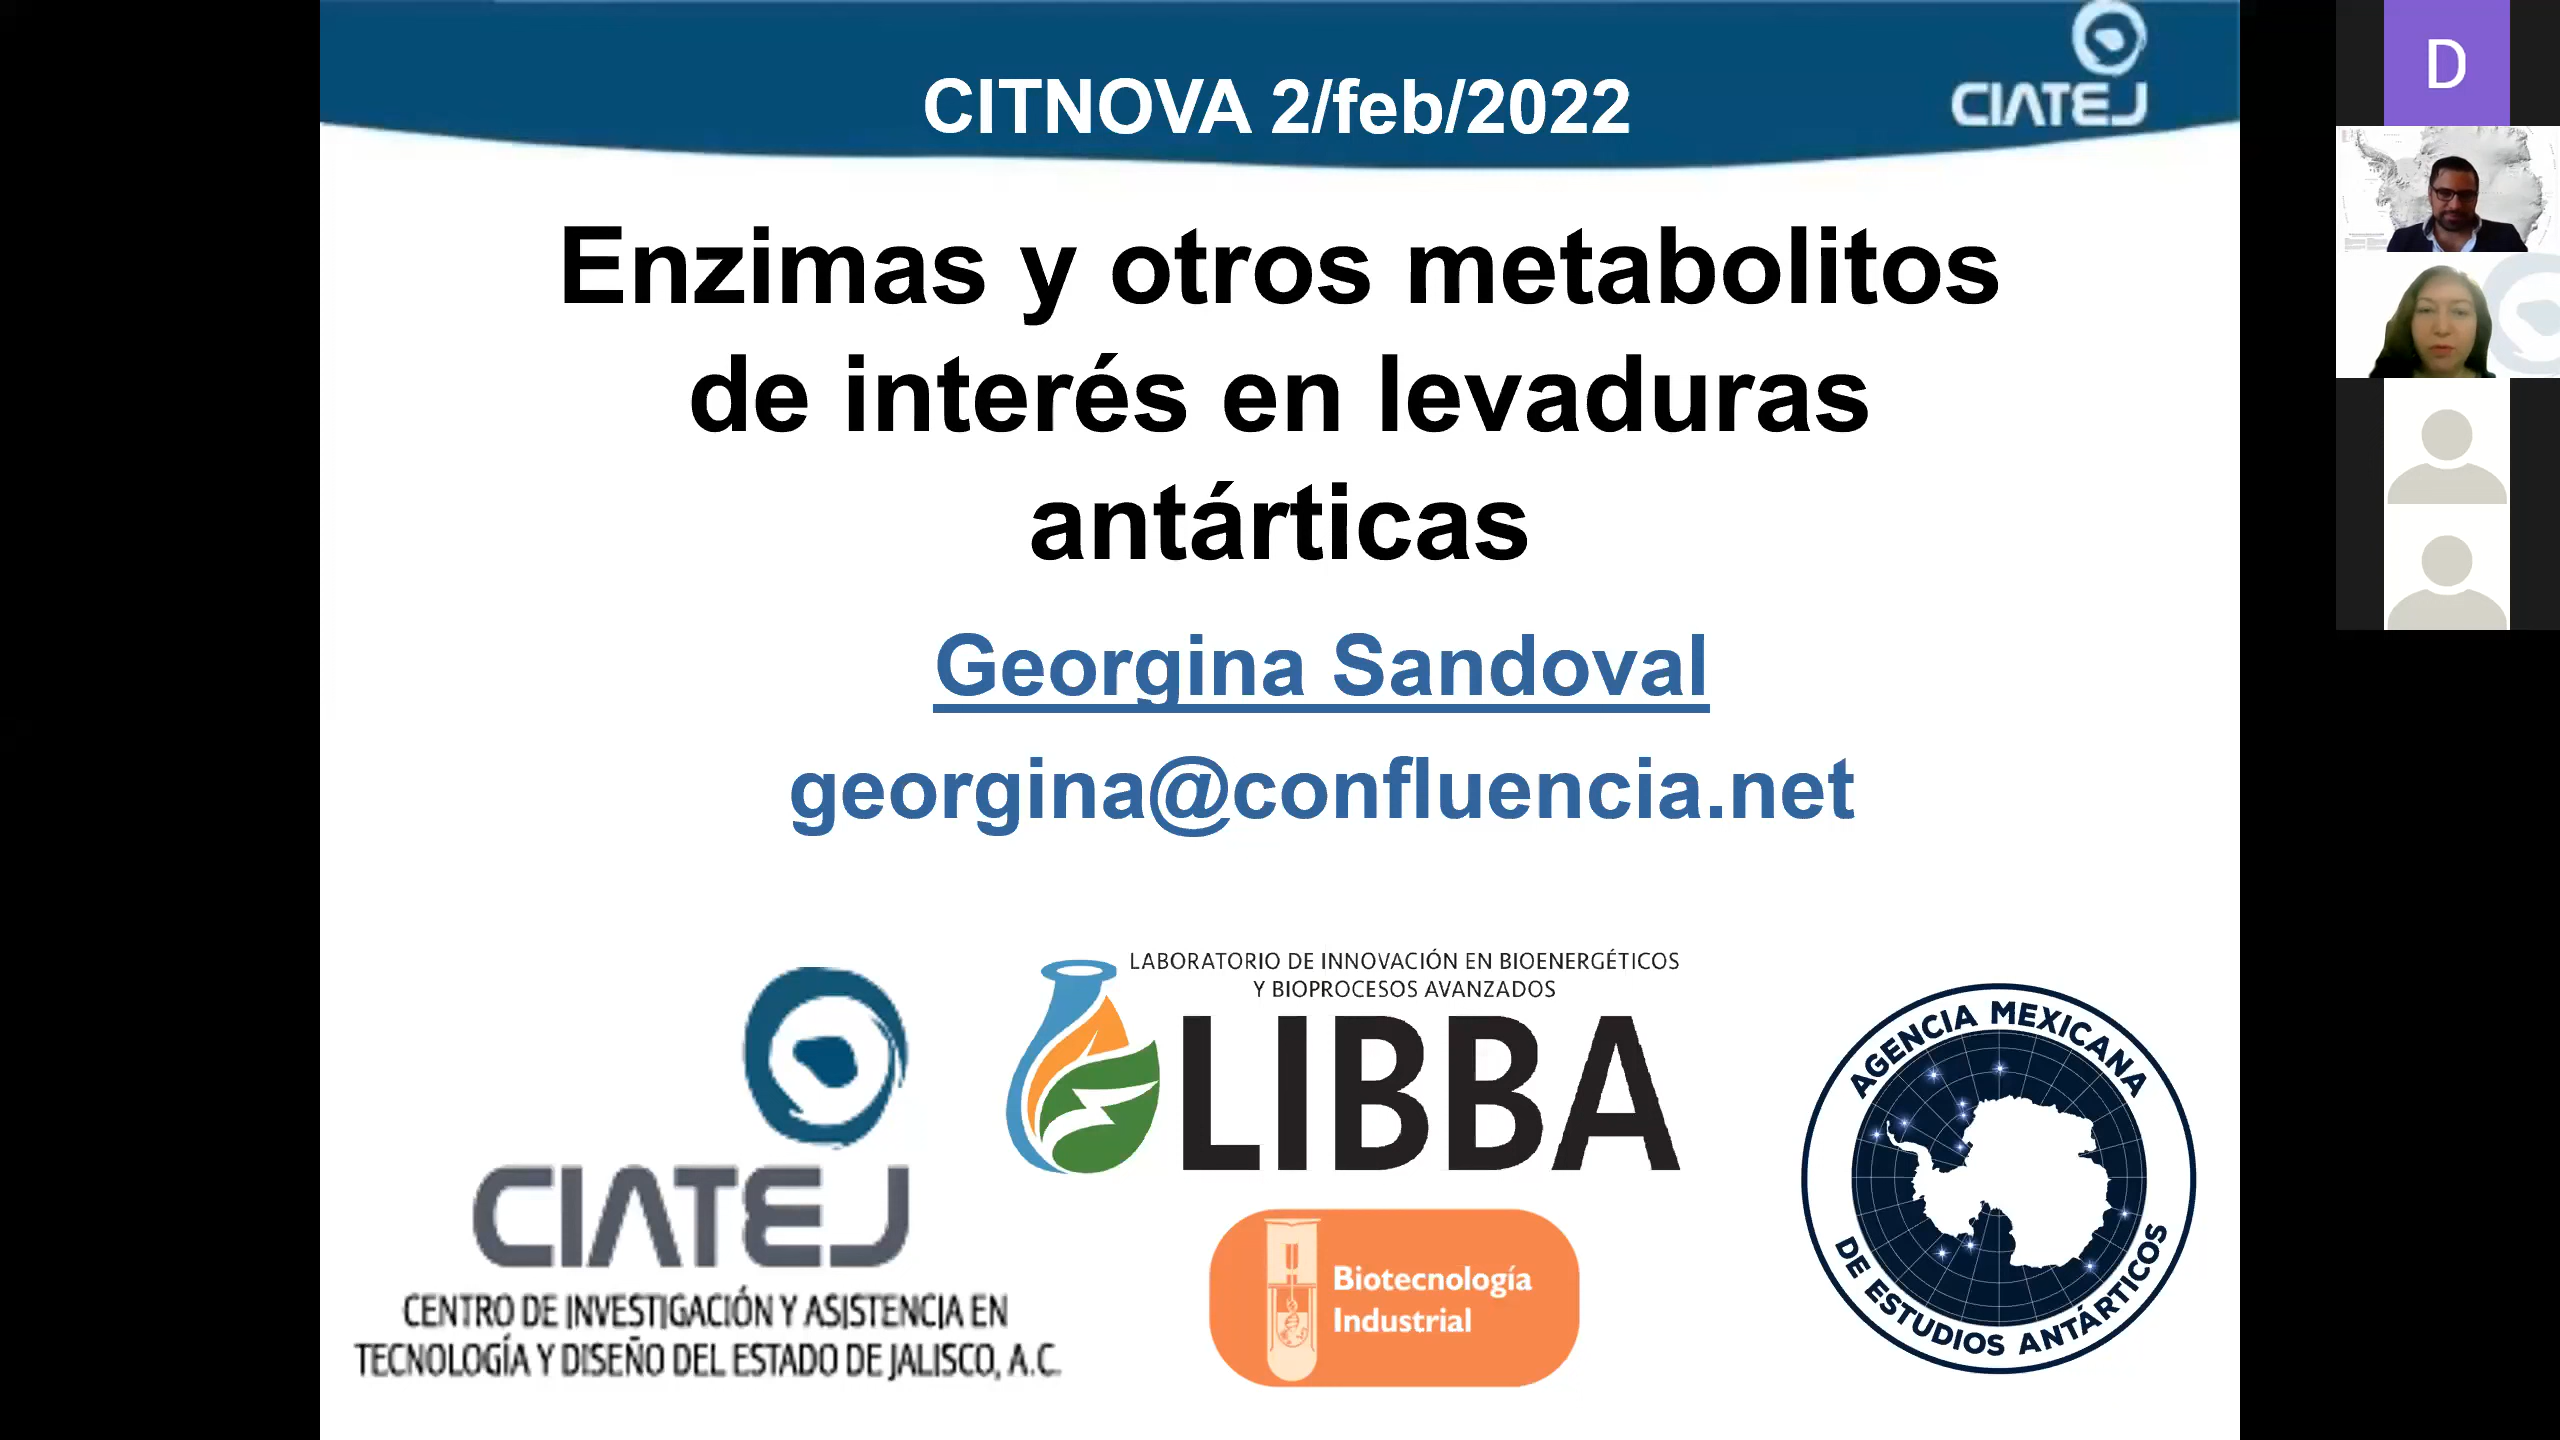 CITNOVA 2/feb/2022
CIATEJ
D
Enzimas y otros metabolitos
de interés en levaduras
antárticas
Georgina Sandoval
georgina@confluencia.net
LABORATORIO DE INNOVACIÓN EN BIOENERGÉTICOS
Y BIOPROCESOS AVANZADOS
LIBBA
CIATEJ
CENTRO DE INVESTIGACIÓN Y ASISTENCIA EN
TECNOLOGÍA Y DISEÑO DEL ESTADO DE JALISCO, A.C.
Biotecnología
Industrial
AGENCIA MEXICANA
DE ESTUDIOS ANTÁRTICOS